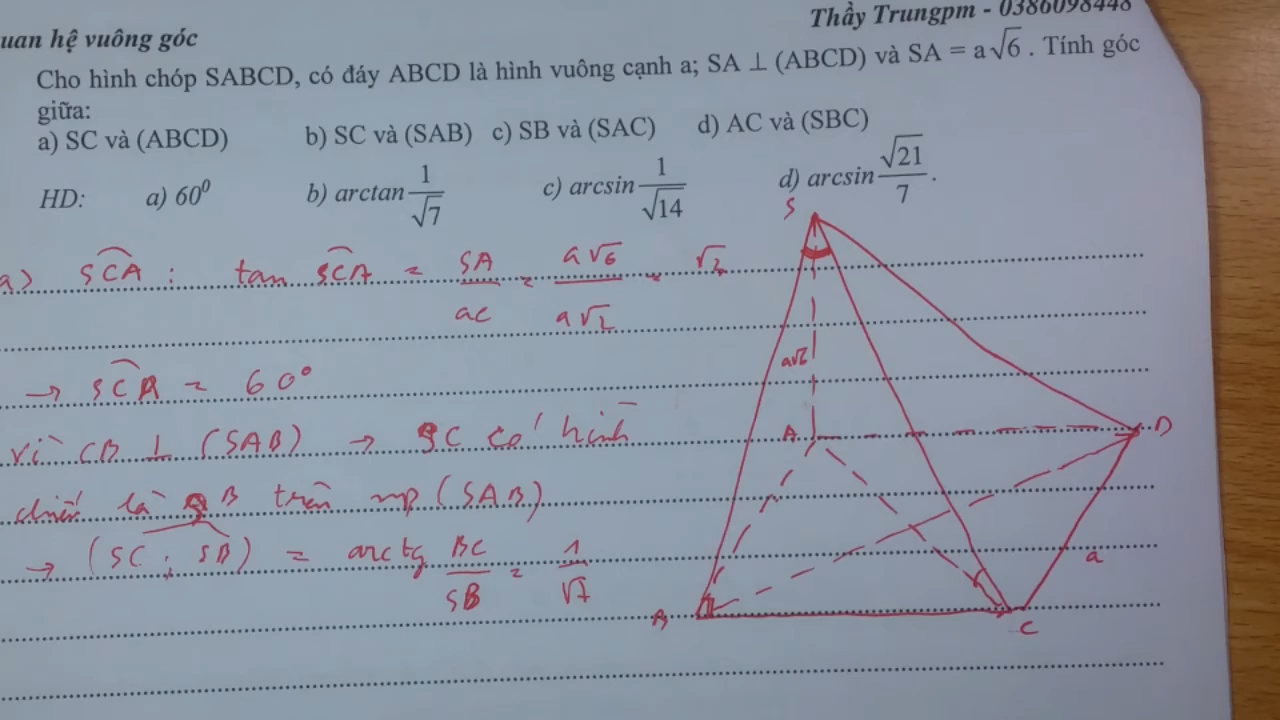 uan hệ vuông góc
Thầy Trungpm - 0386098448
Cho hình chóp SABCD, có đáy ABCD là hình vuông cạnh a; SA ⊥ (ABCD) và SA = a√6 . Tính góc
giữa:
a) SC và (ABCD) b) SC và (SAB) c) SB và (SAC) d) AC và (SBC)
HD: a) 60⁰ b) arctan 1/√7 c) arcsin 1/√14 d) arcsin √21/7 .
a) SCA : tan SCA = SA/ac = a√6/a√2 =
→ SCA = 60°
vì CB ⊥ (SAB) → SC có hình
chiếu là SB trên mp(SAB)
→ (SC ; SB) = arctg BC/SB = 1/√7
S
a√6
A
D
a
B
C